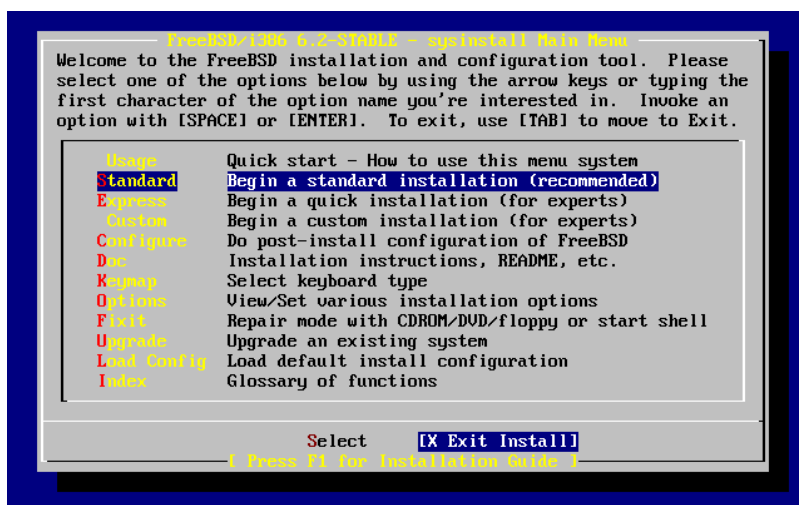 FreeBSD/i386 6.2-STABLE - sysinstall Main Menu
Welcome to the FreeBSD installation and configuration tool.  Please
select one of the options below by using the arrow keys or typing the
first character of the option name you're interested in.  Invoke an
option with [SPACE] or [ENTER].  To exit, use [TAB] to move to Exit.
Usage Quick start - How to use this menu system
Standard Begin a standard installation (recommended)
Express Begin a quick installation (for experts)
Custom Begin a custom installation (for experts)
Configure Do post-install configuration of FreeBSD
Doc Installation instructions, README, etc.
Keymap Select keyboard type
Options View/Set various installation options
Fixit Repair mode with CDROM/DVD/floppy or start shell
Upgrade Upgrade an existing system
Load Config Load default install configuration
Index Glossary of functions
Select [X Exit Install]
[ Press F1 for Installation Guide ]